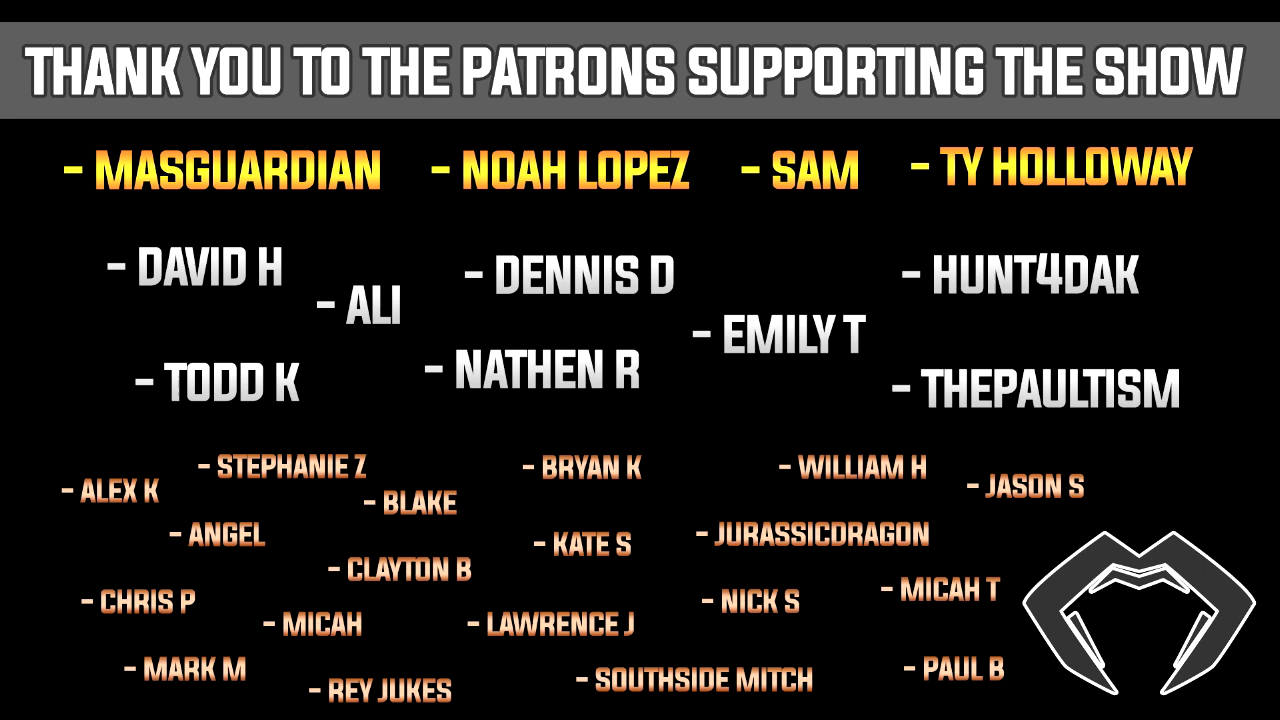 THANK YOU TO THE PATRONS SUPPORTING THE SHOW
- MASGUARDIAN
- NOAH LOPEZ
- SAM
- TY HOLLOWAY
- DAVID H
- ALI
- DENNIS D
- EMILY T
- HUNT4DAK
- TODD K
- NATHEN R
- THEPAULTISM
- STEPHANIE Z
- BRYAN K
- WILLIAM H
- ALEX K
- BLAKE
- JASON S
- ANGEL
- KATE S
- JURASSICDRAGON
- CLAYTON B
- CHRIS P
- NICK S
- MICAH T
- MICAH
- LAWRENCE J
- MARK M
- REY JUKES
- SOUTHSIDE MITCH
- PAUL B